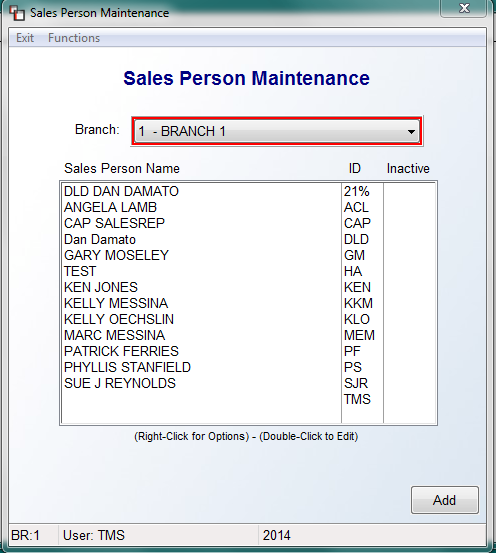 Sales Person Maintenance
Exit Functions
Sales Person Maintenance
Branch: 1 - BRANCH 1
Sales Person Name ID Inactive
DLD DAN DAMATO 21%
ANGELA LAMB ACL
CAP SALESREP CAP
Dan Damato DLD
GARY MOSELEY GM
TEST HA
KEN JONES KEN
KELLY MESSINA KKM
KELLY OECHSLIN KLO
MARC MESSINA MEM
PATRICK FERRIES PF
PHYLLIS STANFIELD PS
SUE J REYNOLDS SJR
TMS
(Right-Click for Options) - (Double-Click to Edit)
Add
BR:1 User: TMS 2014